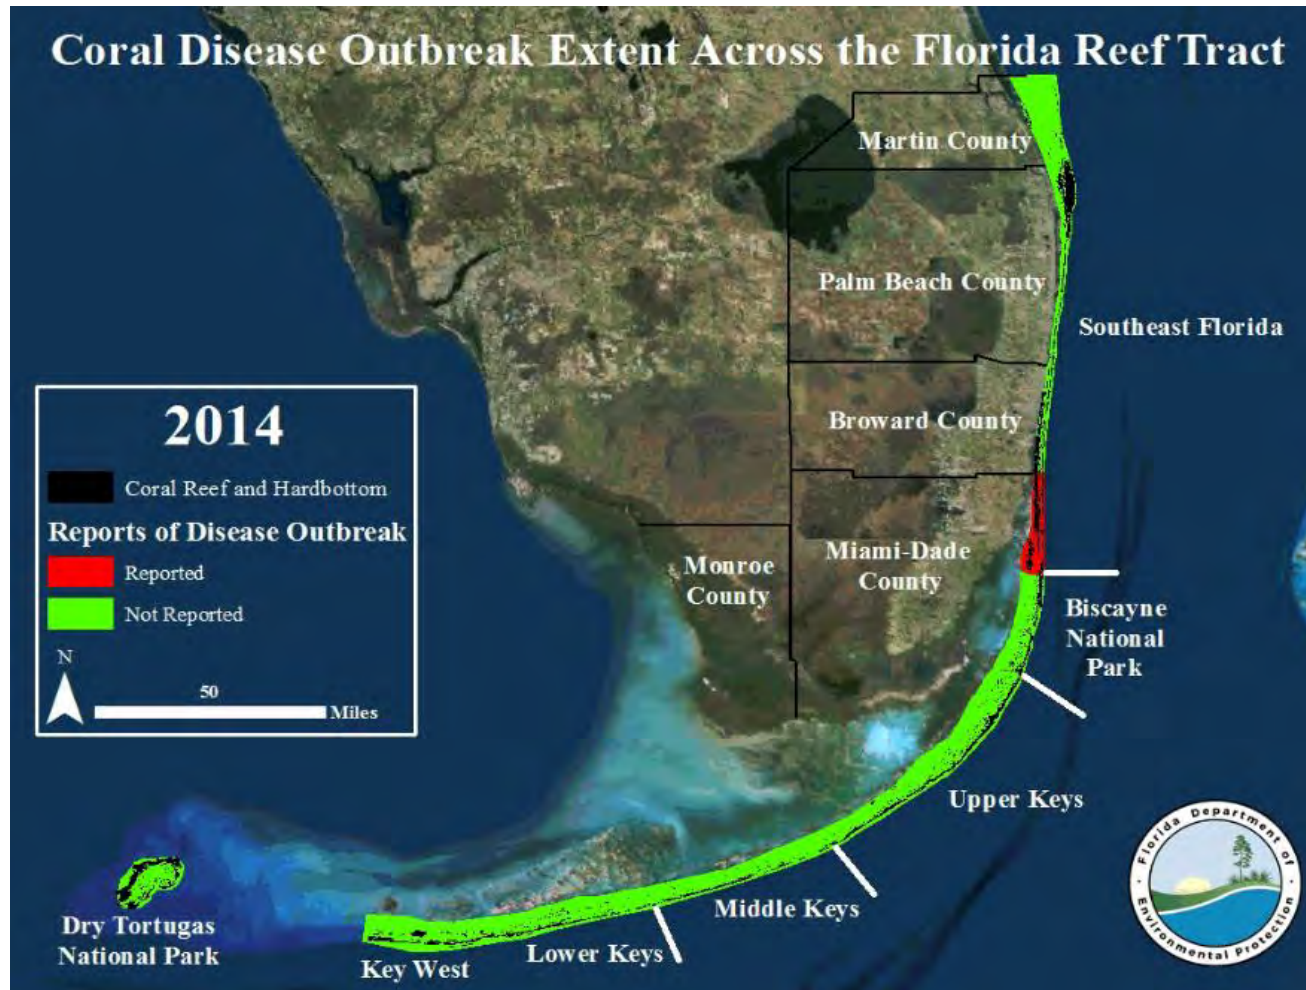 Coral Disease Outbreak Extent Across the Florida Reef Tract
Martin County
Palm Beach County
Southeast Florida
Broward County
Miami-Dade
County
Monroe
County
Biscayne
National
Park
Upper Keys
Middle Keys
Lower Keys
Key West
Dry Tortugas
National Park
2014
Coral Reef and Hardbottom
Reports of Disease Outbreak
Reported
Not Reported
N
50
Miles
Florida Department of
Environmental Protection